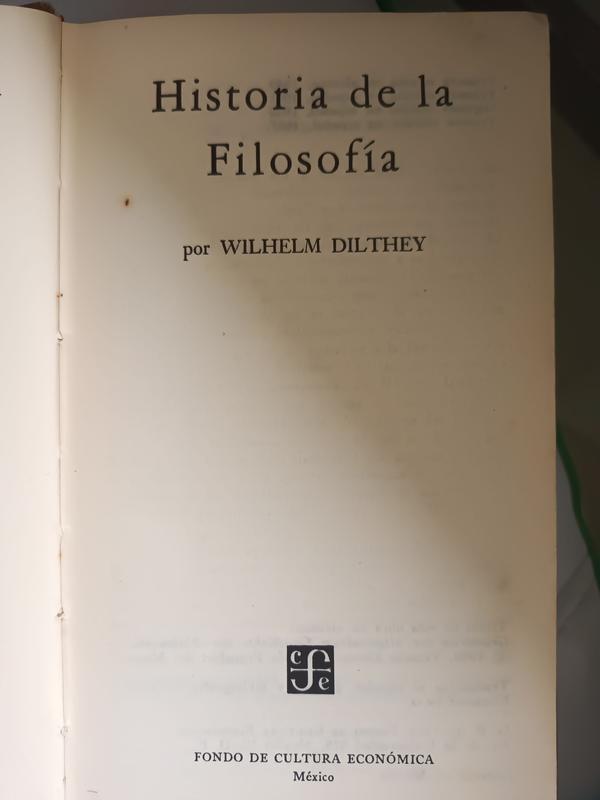 Historia de la
Filosofía
por WILHELM DILTHEY
c f e
FONDO DE CULTURA ECONÓMICA
México